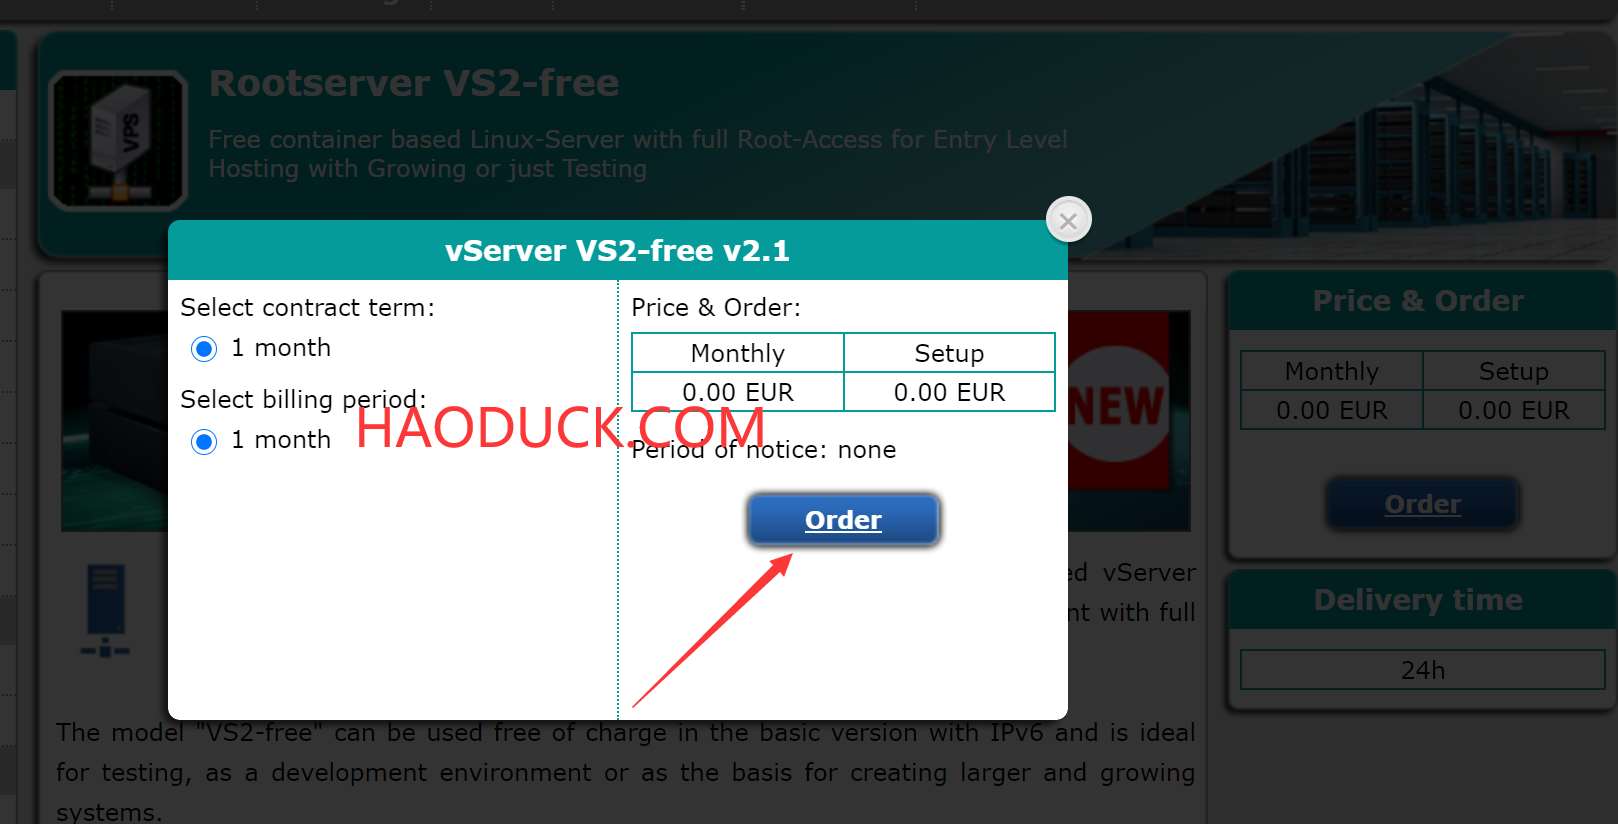 Rootserver VS2-free
VPS
Free container based Linux-Server with full Root-Access for Entry Level
Hosting with Growing or just Testing
vServer VS2-free v2.1
Select contract term:
1 month
Select billing period:
1 month
Price & Order:
Monthly Setup
0.00 EUR 0.00 EUR
HAODUCK.COM
Period of notice: none
Order
NEW
Price & Order
Monthly Setup
0.00 EUR 0.00 EUR
Order
Delivery time
24h
vServer
with full
The model "VS2-free" can be used free of charge in the basic version with IPv6 and is ideal
for testing, as a development environment or as the basis for creating larger and growing
systems.